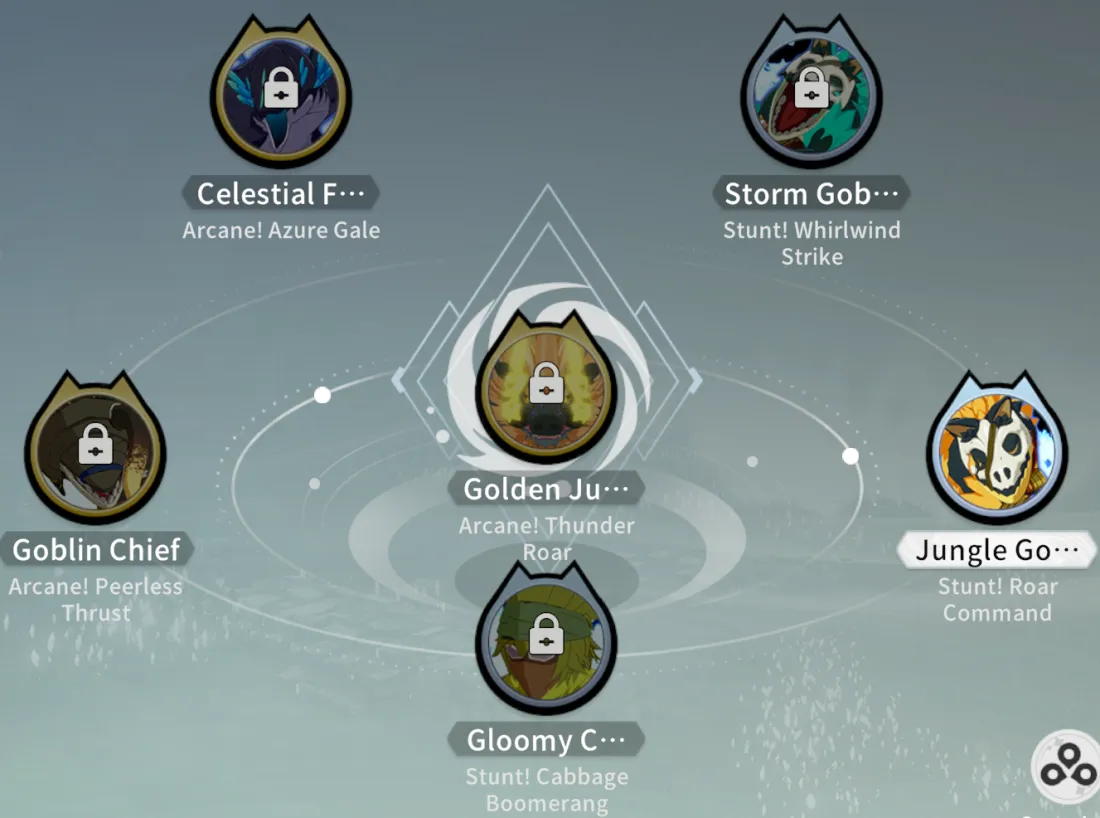 Celestial F···
Arcane! Azure Gale
Storm Gob···
Stunt! Whirlwind
Strike
Golden Ju···
Arcane! Thunder
Roar
Goblin Chief
Arcane! Peerless
Thrust
Jungle Go···
Stunt! Roar
Command
Gloomy C···
Stunt! Cabbage
Boomerang